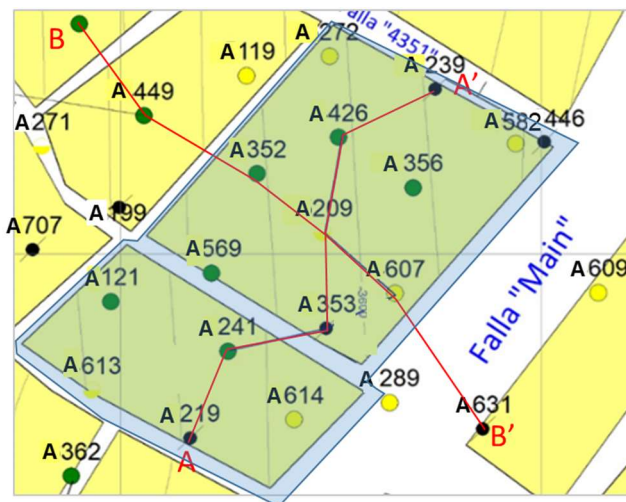 B
Falla "4351"
A 272
A 119
A 239
A'
A 449
A 426
A 582
A 446
A 271
A 352
A 356
A 199
A 209
A 707
A 569
A 607
A 609
A 121
-3600
A 353
Falla "Main"
A 241
A 613
A 289
A 614
A 631
A 219
B'
A
A 362